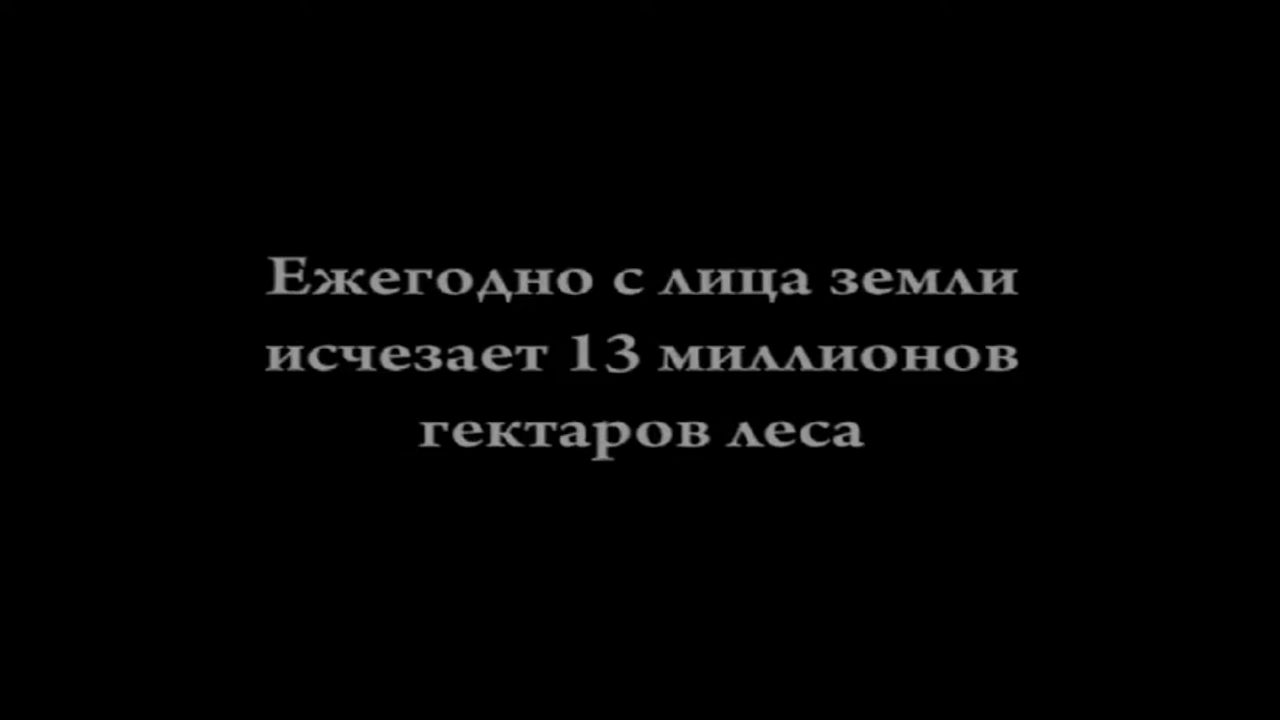 Ежегодно с лица земли
исчезает 13 миллионов
гектаров леса